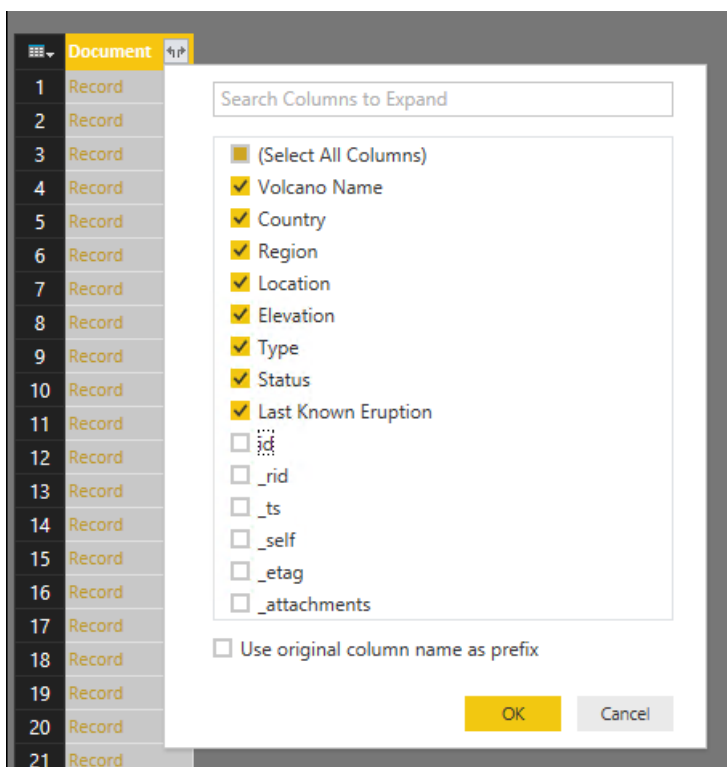 Document
1 Record
2 Record
3 Record
4 Record
5 Record
6 Record
7 Record
8 Record
9 Record
10 Record
11 Record
12 Record
13 Record
14 Record
15 Record
16 Record
17 Record
18 Record
19 Record
20 Record
21 Record
Search Columns to Expand
(Select All Columns)
Volcano Name
Country
Region
Location
Elevation
Type
Status
Last Known Eruption
id
_rid
_ts
_self
_etag
_attachments
Use original column name as prefix
OK Cancel